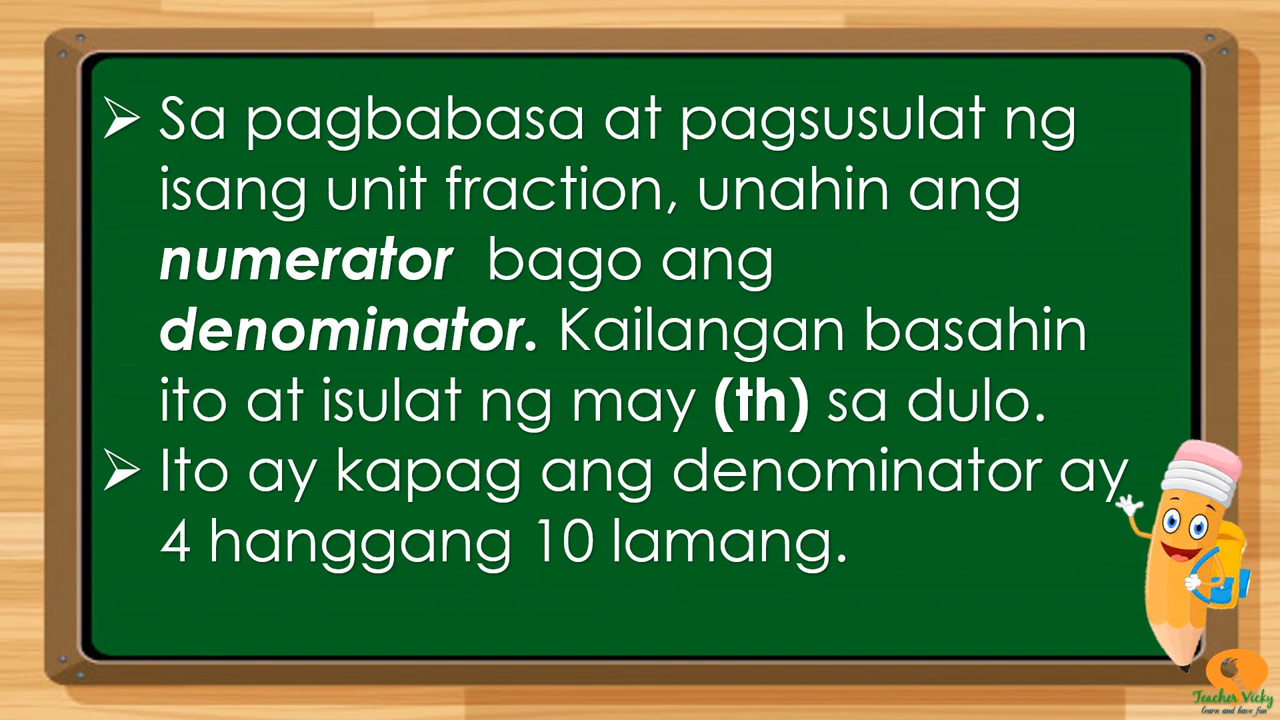 ➢ Sa pagbabasa at pagsusulat ng
isang unit fraction, unahin ang
numerator bago ang
denominator. Kailangan basahin
ito at isulat ng may (th) sa dulo.
➢ Ito ay kapag ang denominator ay
4 hanggang 10 lamang.
Teacher Vicky
learn and have fun